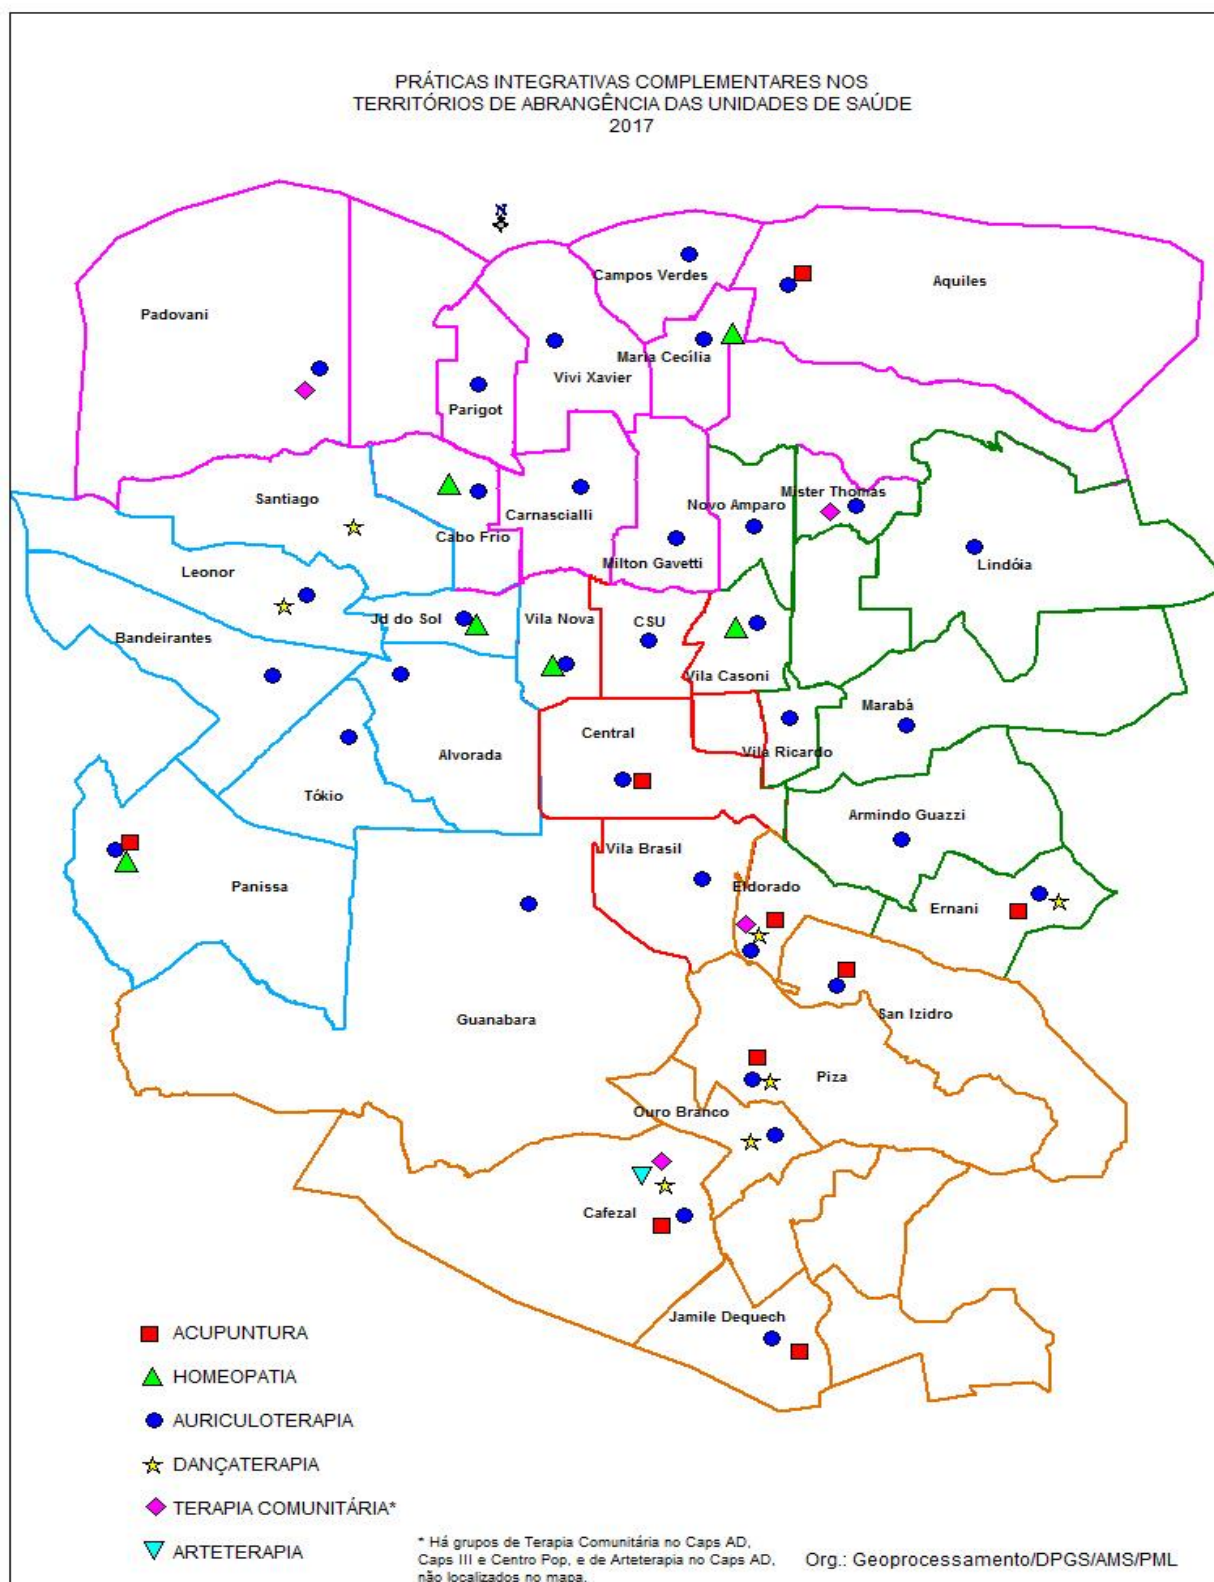 PRÁTICAS INTEGRATIVAS COMPLEMENTARES NOS
TERRITÓRIOS DE ABRANGÊNCIA DAS UNIDADES DE SAÚDE
2017
N
Campos Verdes
Aquiles
Padovani
Maria Cecília
Vivi Xavier
Parigot
Santiago
Mister Thomas
Novo Amparo
Carnascialli
Cabo Frio
Milton Gavetti
Lindóia
Leonor
Jd do Sol
Vila Nova
CSU
Bandeirantes
Vila Casoni
Marabá
Central
Vila Ricardo
Alvorada
Tókio
Armindo Guazzi
Vila Brasil
Panissa
Eldorado
Ernani
Guanabara
San Izidro
Piza
Ouro Branco
Cafezal
Jamile Dequech
ACUPUNTURA
HOMEOPATIA
AURICULOTERAPIA
DANÇATERAPIA
TERAPIA COMUNITÁRIA*
ARTETERAPIA
* Há grupos de Terapia Comunitária no Caps AD,
Caps III e Centro Pop, e de Arteterapia no Caps AD,
não localizados no mapa.
Org.: Geoprocessamento/DPGS/AMS/PML